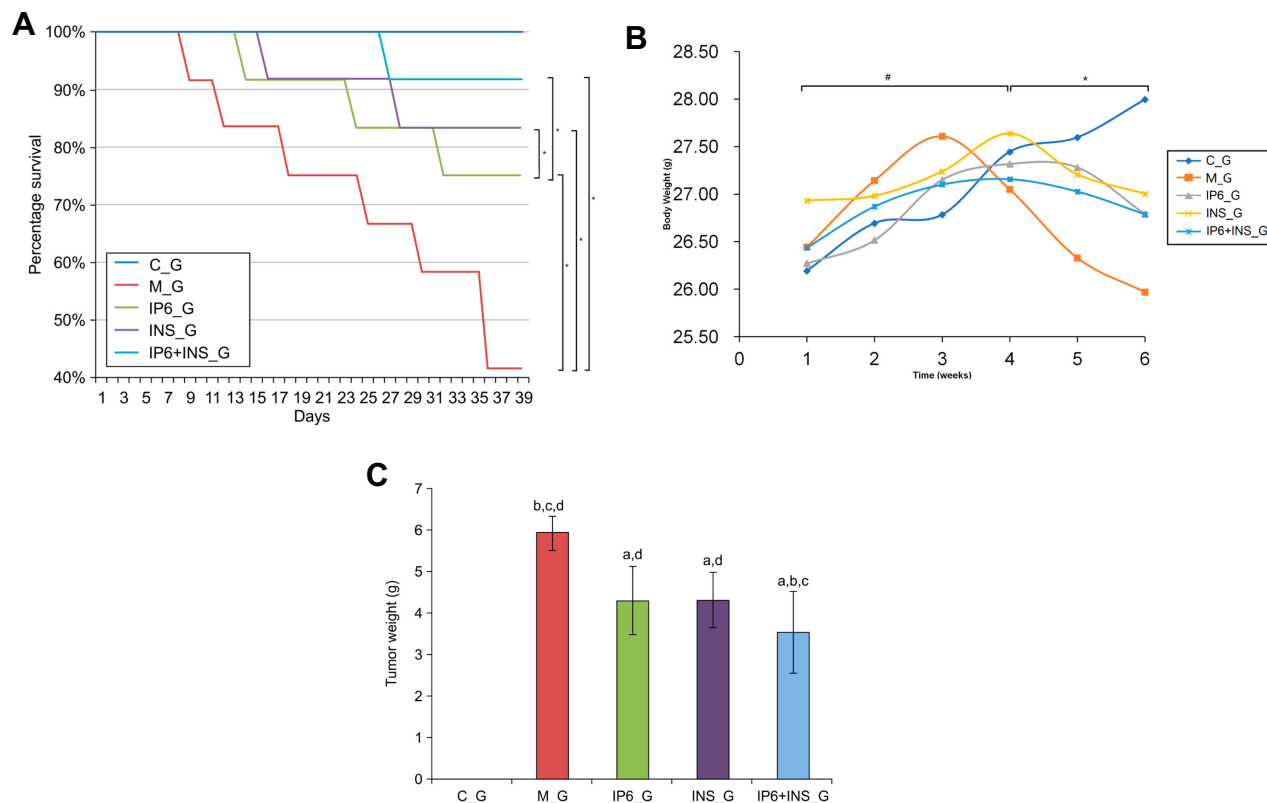 A
100%
90%
80%
70%
60%
50%
40%
Percentage survival
C_G
M_G
IP6_G
INS_G
IP6+INS_G
* * * * *
1 3 5 7 9 11 13 15 17 19 21 23 25 27 29 31 33 35 37 39
Days
B
28.50
28.00
27.50
27.00
26.50
26.00
25.50
Body Weight (g)
# *
0 1 2 3 4 5 6
Time (weeks)
C_G
M_G
IP6_G
INS_G
IP6+INS_G
C
7
6
5
4
3
2
1
0
Tumor weight (g)
b,c,d
a,d
a,d
a,b,c
C_G M_G IP6_G INS_G IP6+INS_G